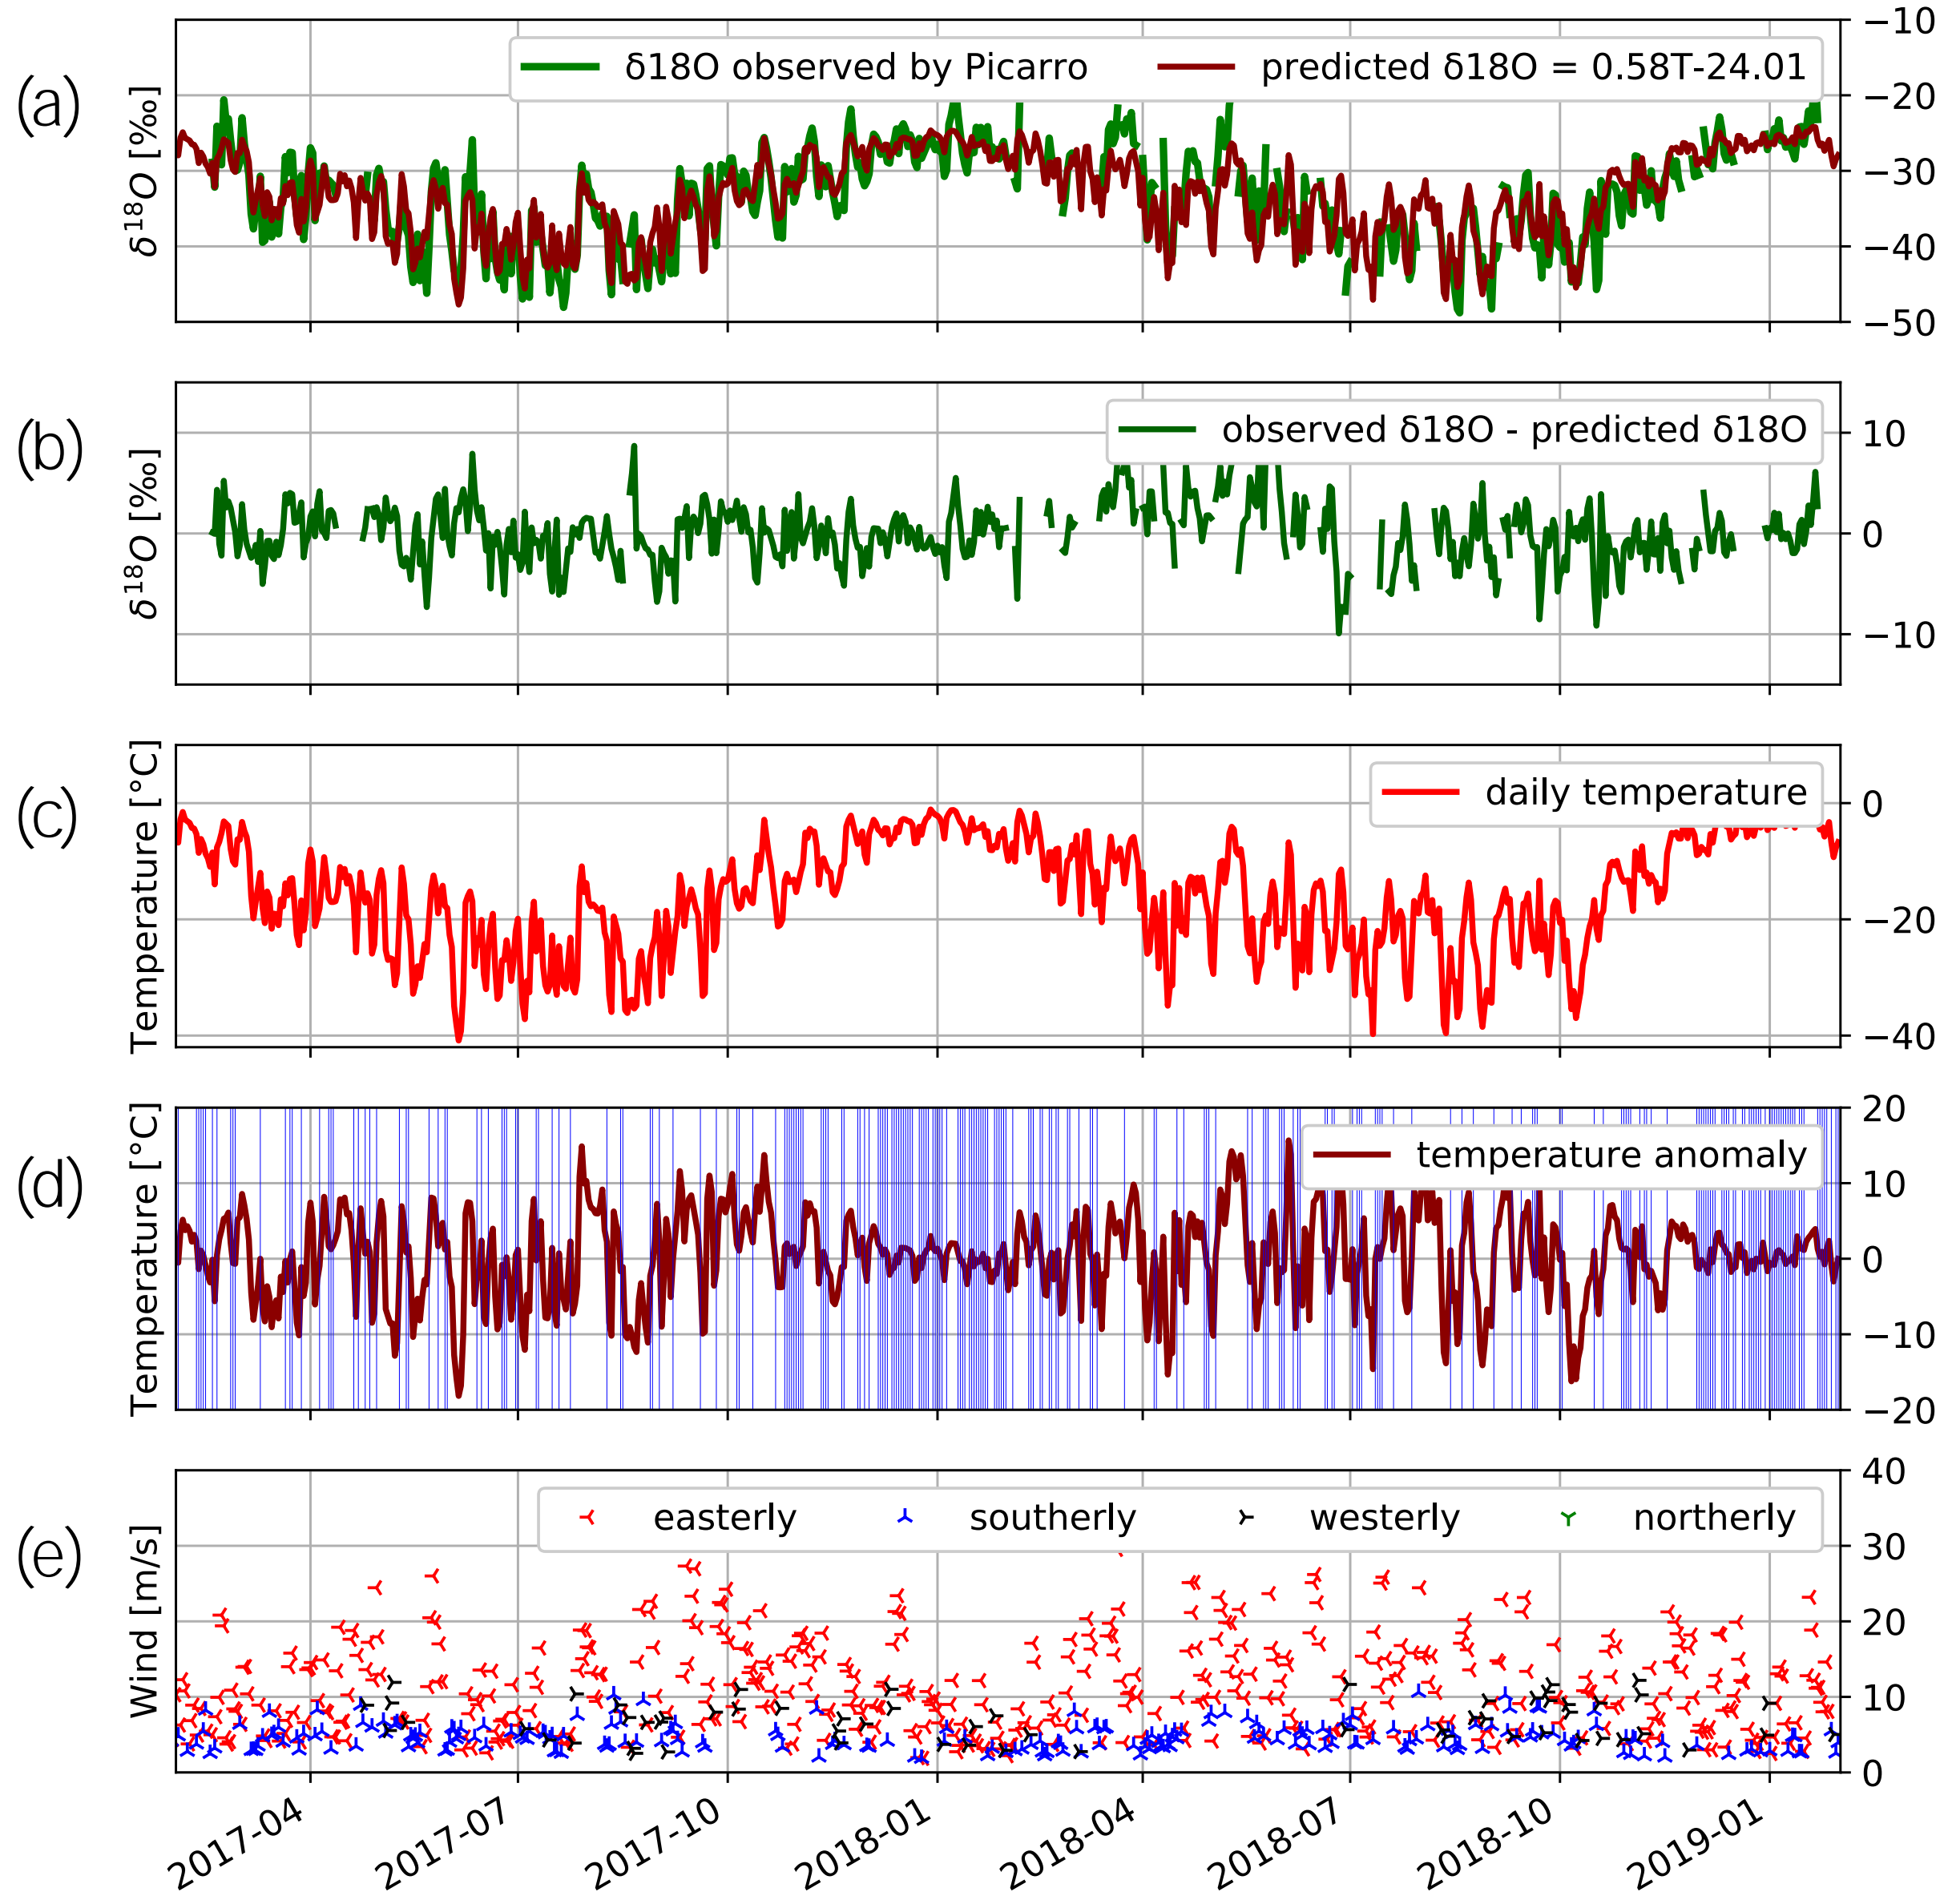 (a)
δ¹⁸O [‰]
δ18O observed by Picarro
predicted δ18O = 0.58T-24.01
−10
−20
−30
−40
−50
(b)
δ¹⁸O [‰]
observed δ18O - predicted δ18O
10
0
−10
(c)
Temperature [°C]
daily temperature
0
−20
−40
(d)
Temperature [°C]
temperature anomaly
20
10
0
−10
−20
(e)
Wind [m/s]
easterly
southerly
westerly
northerly
40
30
20
10
0
2017-04
2017-07
2017-10
2018-01
2018-04
2018-07
2018-10
2019-01